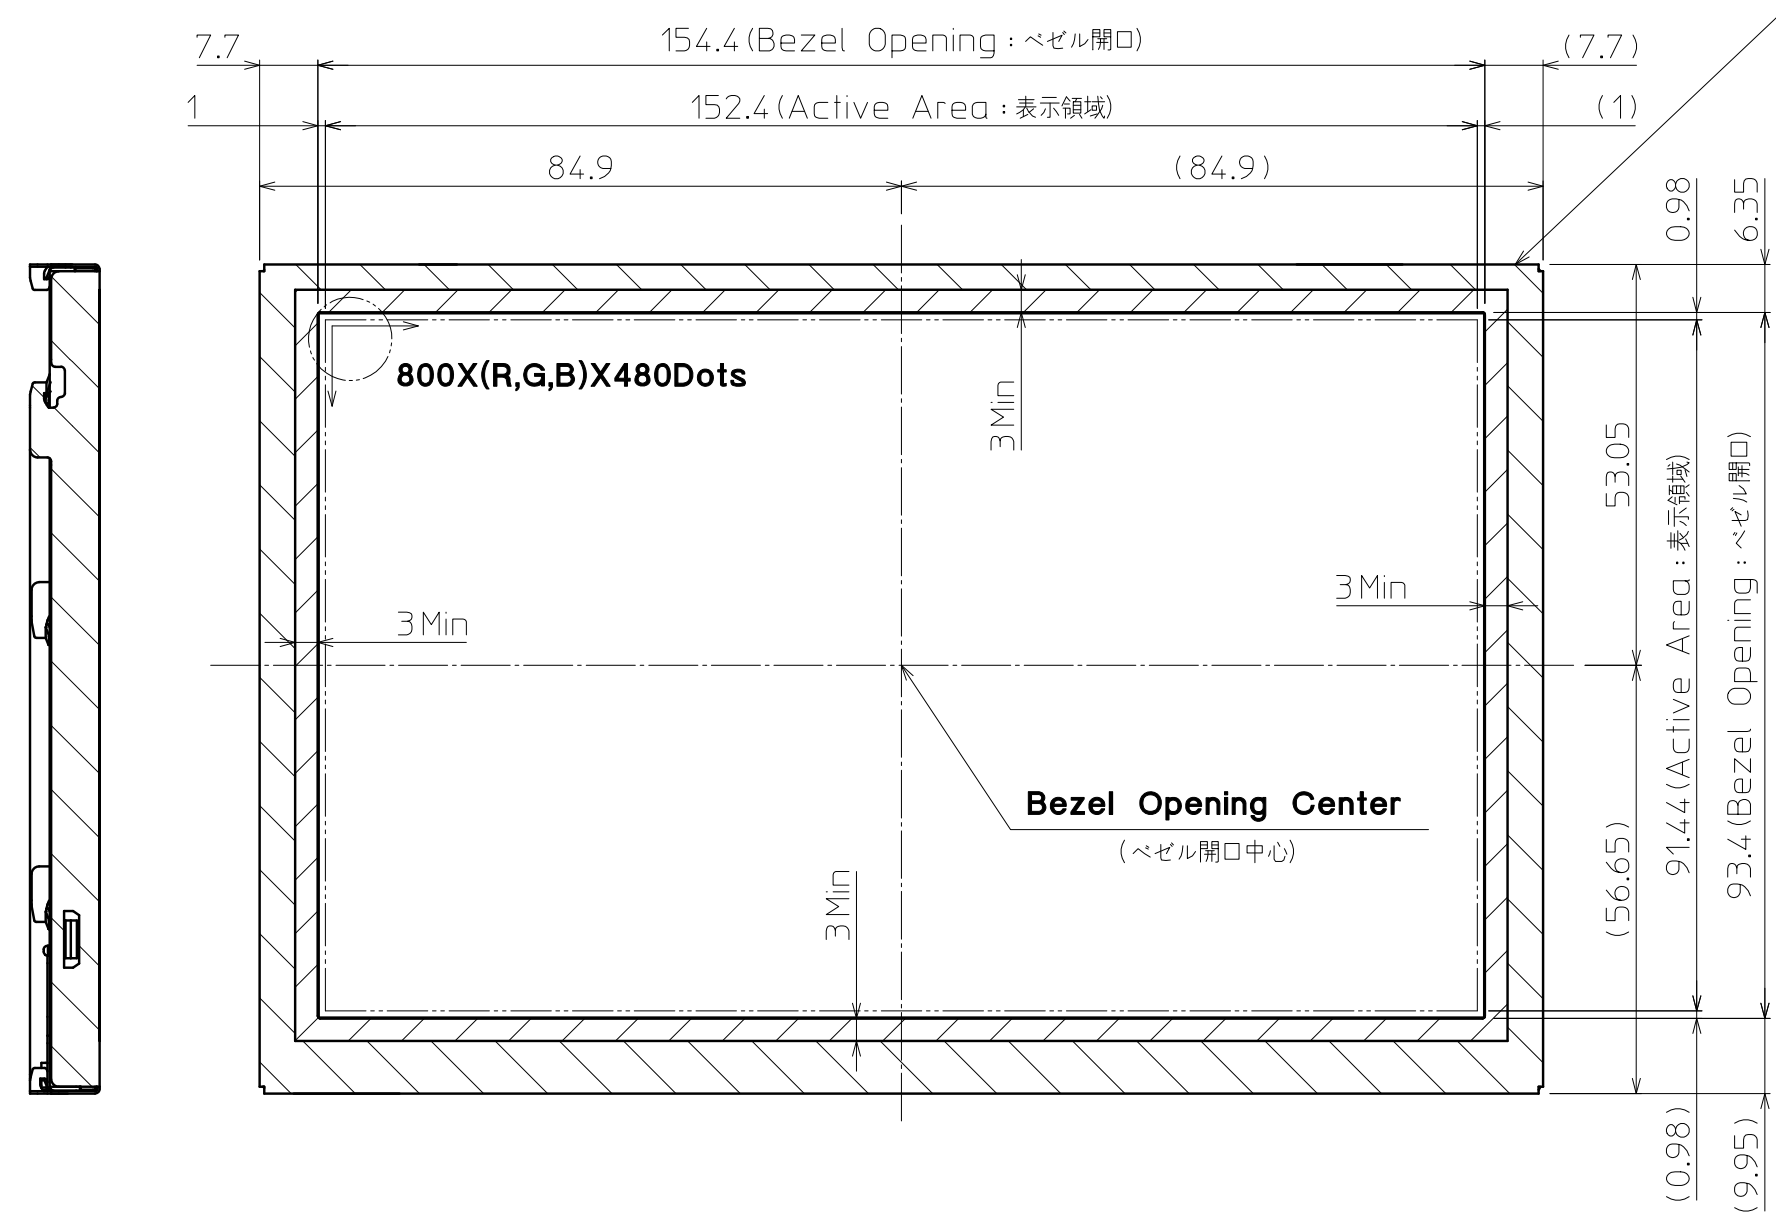 7.7
154.4(Bezel Opening:ベゼル開口)
(7.7)
1
152.4(Active Area:表示領域)
(1)
84.9
(84.9)
0.98
6.35
800X(R,G,B)X480Dots
3Min
53.05
91.44(Active Area:表示領域)
93.4(Bezel Opening:ベゼル開口)
3Min
3Min
Bezel Opening Center
(ベゼル開口中心)
3Min
(56.65)
(0.98)
(9.95)